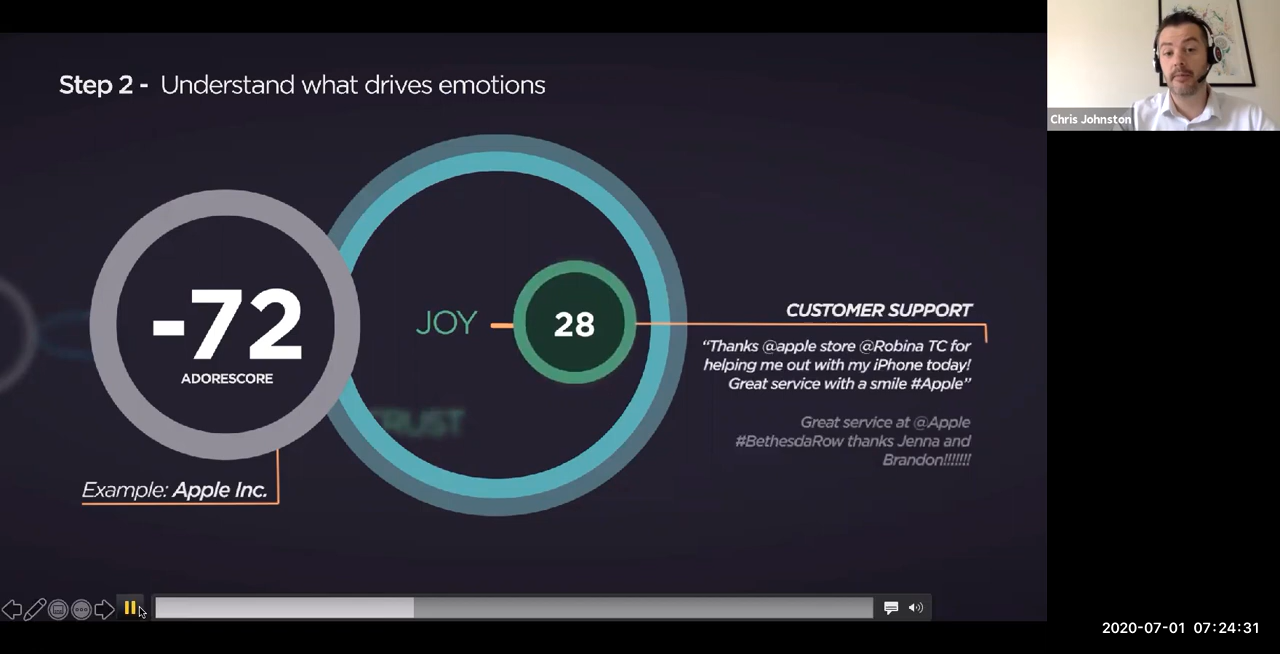 Step 2 - Understand what drives emotions
Chris Johnston
-72
ADORESCORE
JOY
28
TRUST
CUSTOMER SUPPORT
“Thanks @apple store @Robina TC for
helping me out with my iPhone today!
Great service with a smile #Apple”
Great service at @Apple
#BethesdaRow thanks Jenna and
Brandon!!!!!!!
Example: Apple Inc.
2020-07-01 07:24:31